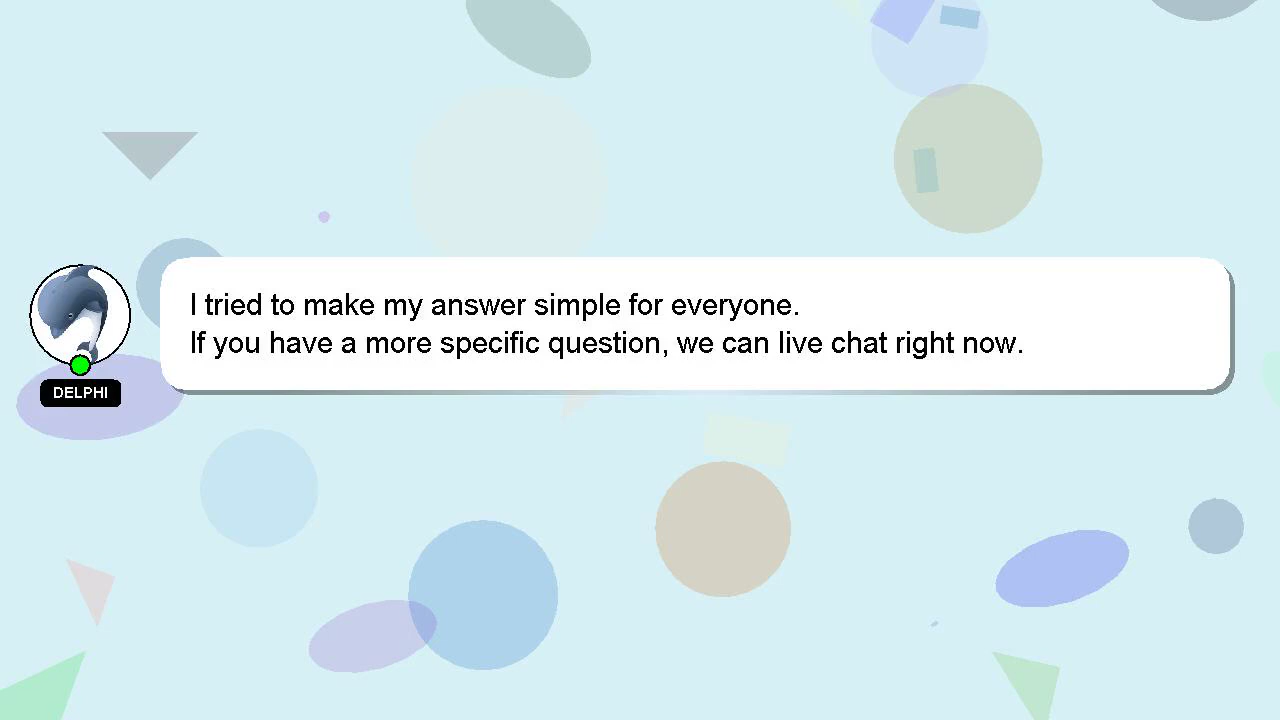 I tried to make my answer simple for everyone.
If you have a more specific question, we can live chat right now.
DELPHI